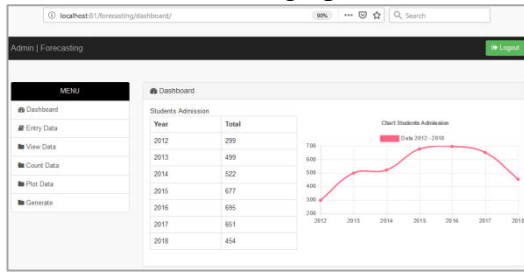 localhost:81/forecasting/dashboard/ 90% Search
Admin | Forecasting Logout
MENU
Dashboard
Entry Data
View Data
Count Data
Plot Data
Generate
Dashboard
Students Admission
Year Total
2012 299
2013 499
2014 522
2015 677
2016 695
2017 651
2018 454
Chart Students Admission
Data 2012 - 2018
700
600
500
400
300
200
2012 2013 2014 2015 2016 2017 2018